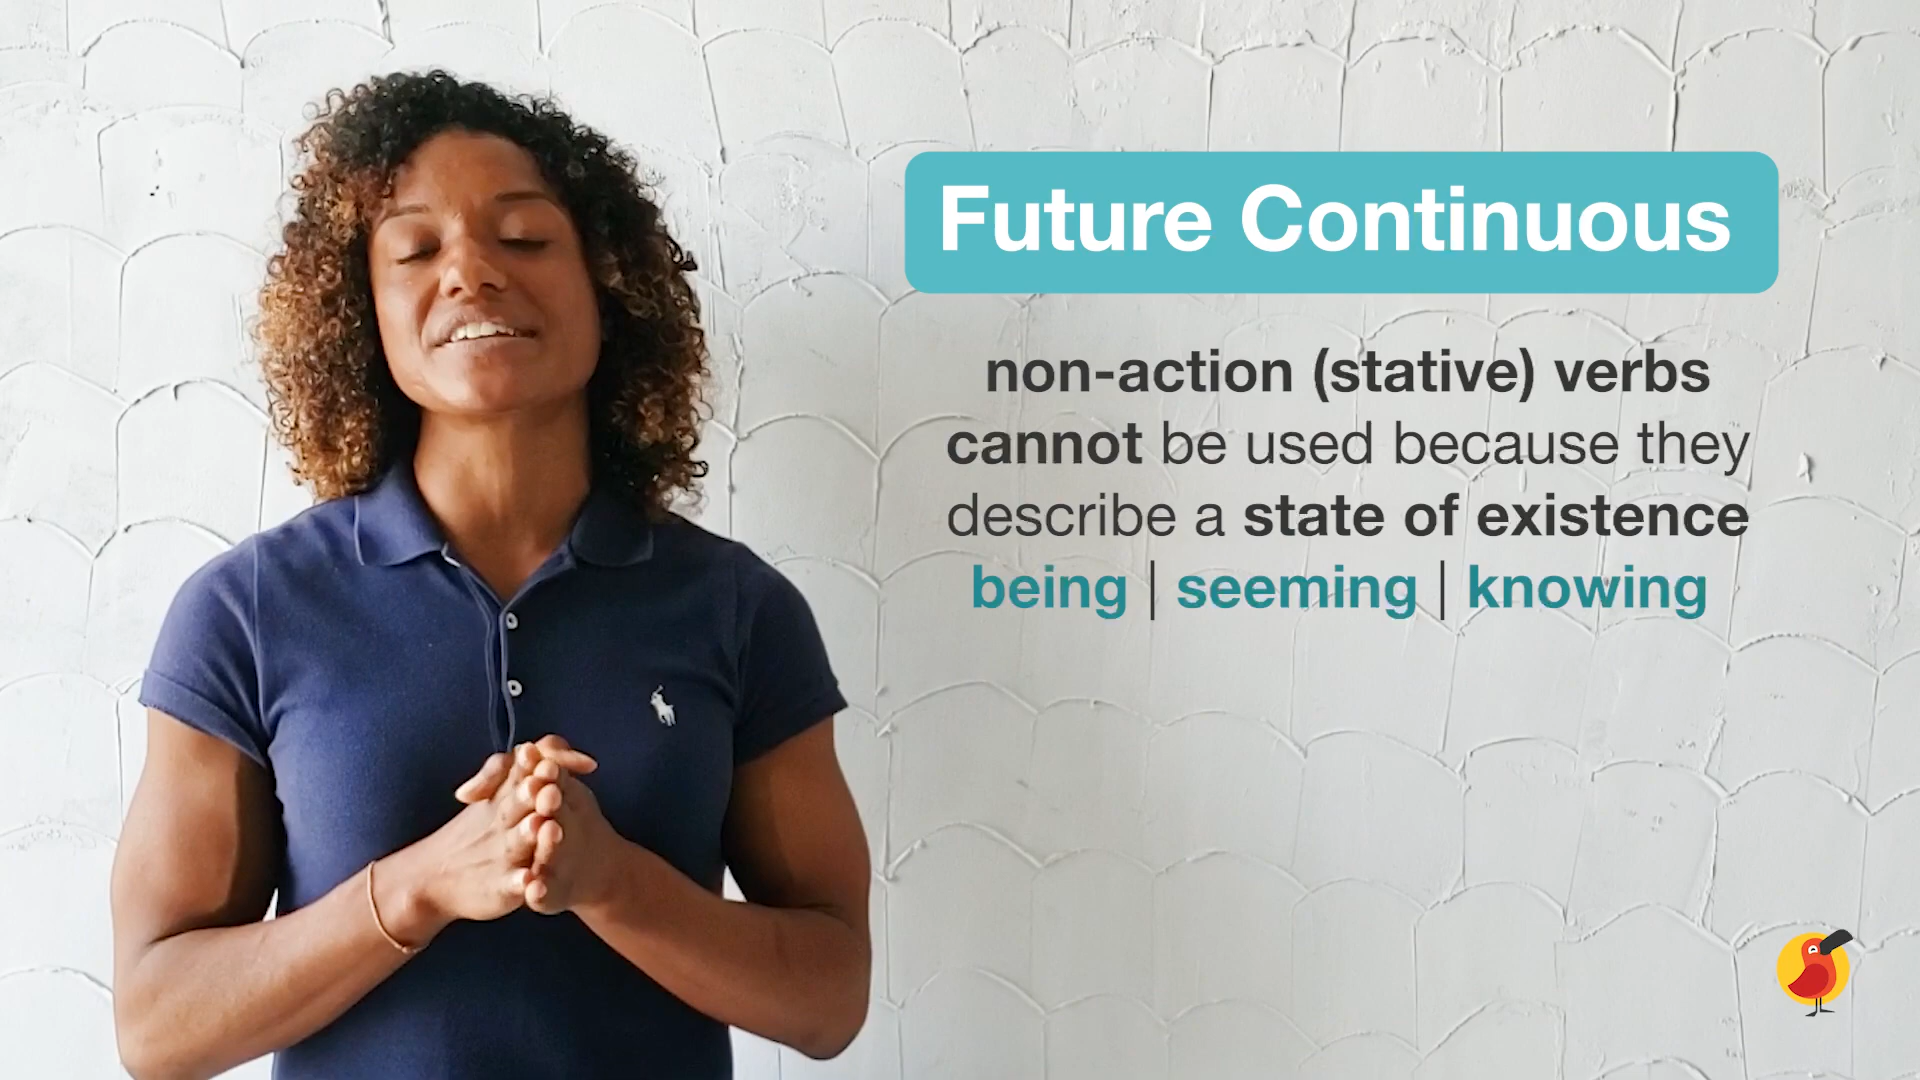 Future Continuous
non-action (stative) verbs
cannot be used because they
describe a state of existence
being | seeming | knowing